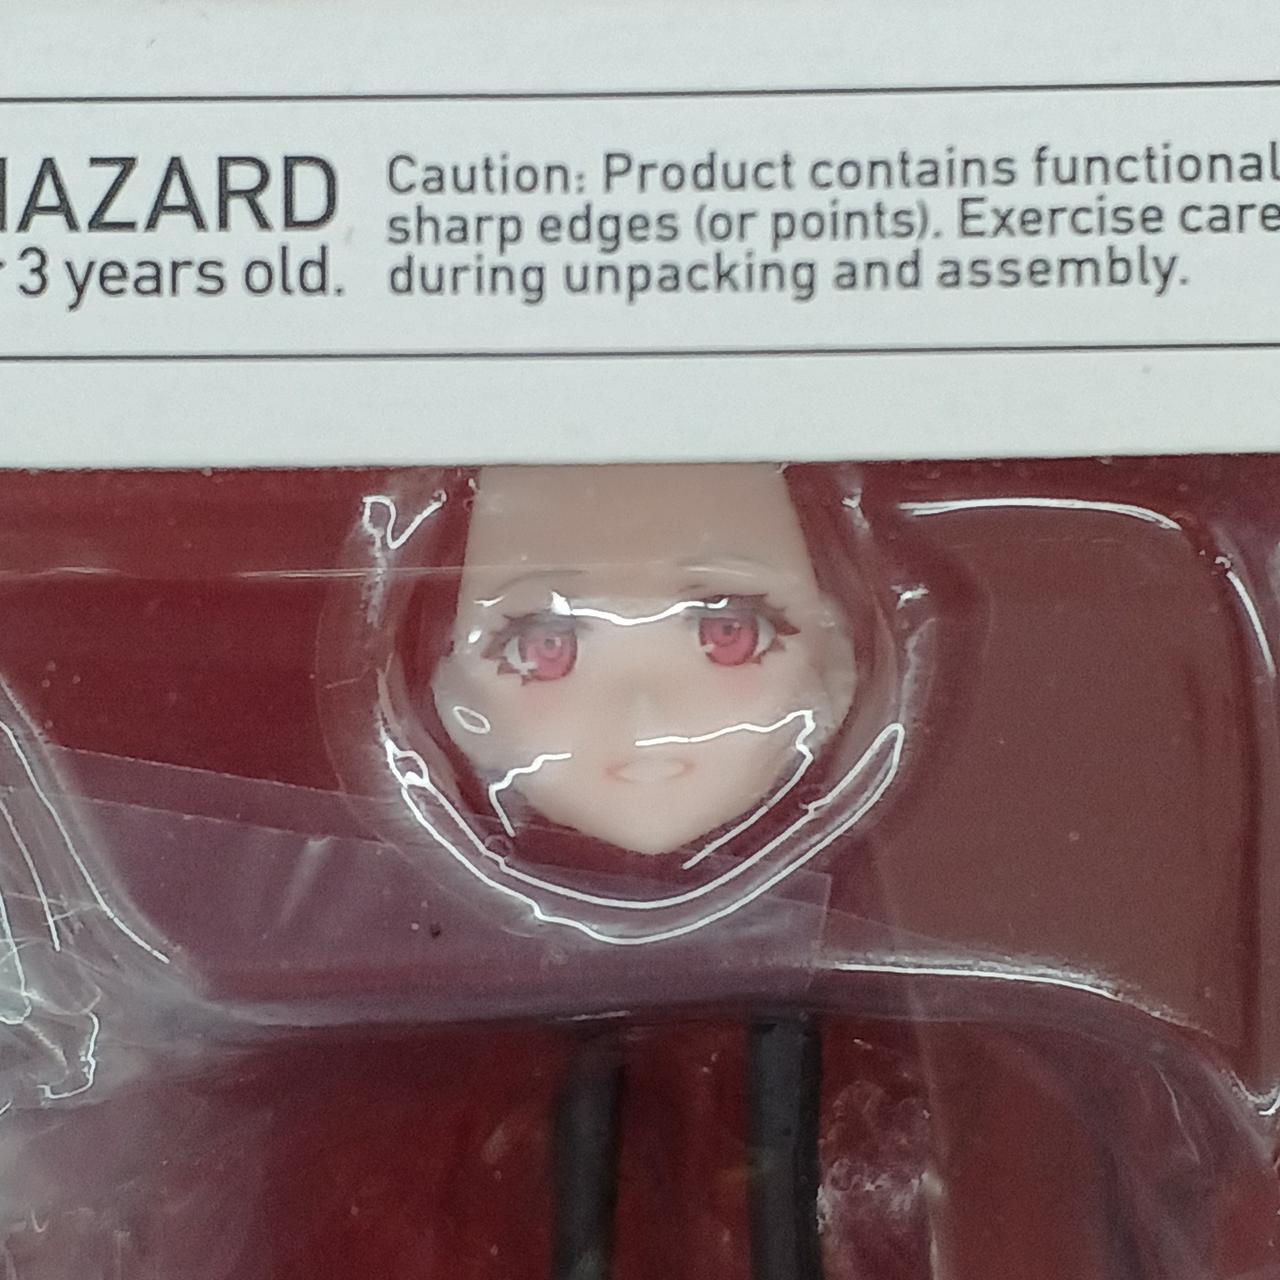 HAZARD
3 years old.
Caution: Product contains functional
sharp edges (or points). Exercise care
during unpacking and assembly.